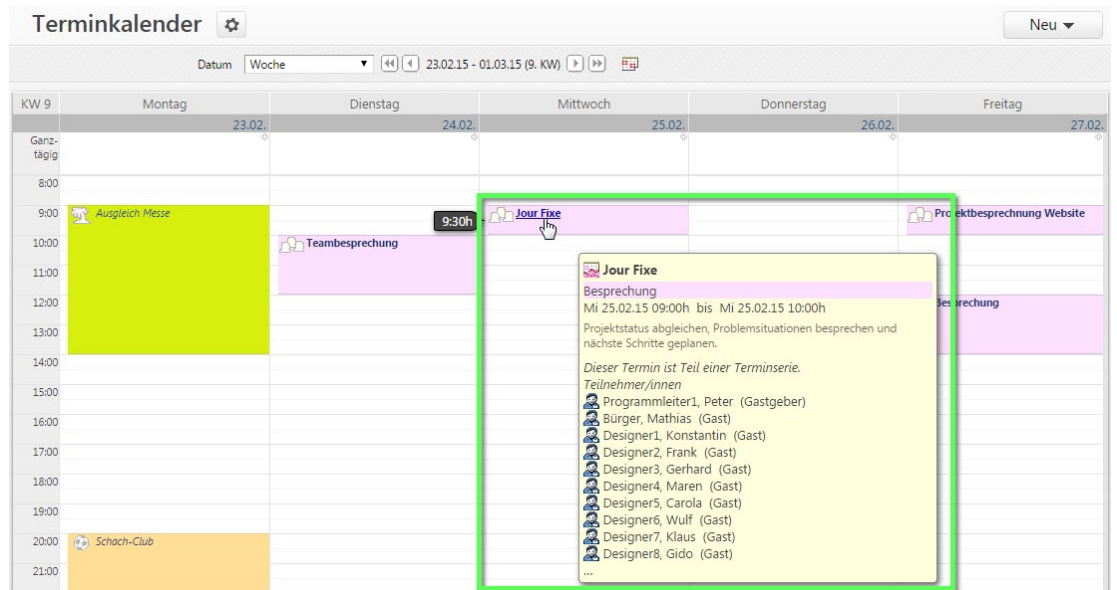 Terminkalender
Neu
Datum Woche 23.02.15 - 01.03.15 (9. KW)
KW 9 Montag Dienstag Mittwoch Donnerstag Freitag
23.02. 24.02. 25.02. 26.02. 27.02.
Ganz-
tägig
8:00
9:00 Ausgleich Messe 9:30h Jour Fixe Projektbesprechnung Website
10:00 Teambesprechung
11:00
12:00 Besprechung
13:00
14:00
15:00
16:00
17:00
18:00
19:00
20:00 Schach-Club
21:00
Jour Fixe
Besprechung
Mi 25.02.15 09:00h bis Mi 25.02.15 10:00h
Projektstatus abgleichen, Problemsituationen besprechen und
nächste Schritte geplanen.
Dieser Termin ist Teil einer Terminserie.
Teilnehmer/innen
Programmleiter1, Peter (Gastgeber)
Bürger, Mathias (Gast)
Designer1, Konstantin (Gast)
Designer2, Frank (Gast)
Designer3, Gerhard (Gast)
Designer4, Maren (Gast)
Designer5, Carola (Gast)
Designer6, Wulf (Gast)
Designer7, Klaus (Gast)
Designer8, Gido (Gast)
...